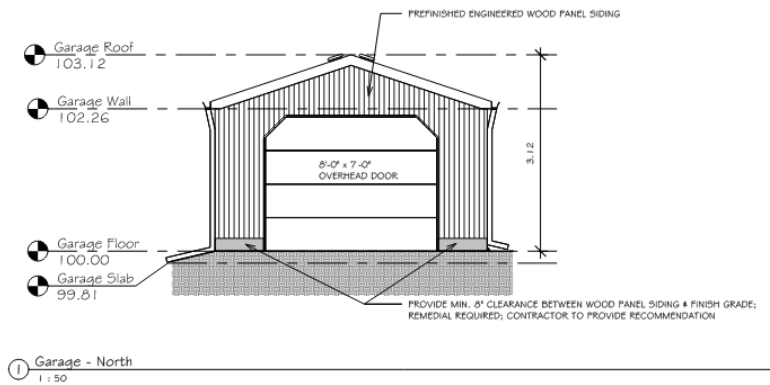 PREFINISHED ENGINEERED WOOD PANEL SIDING
Garage Roof
103.12
Garage Wall
102.26
3.12
8'-0" x 7'-0"
OVERHEAD DOOR
Garage Floor
100.00
Garage Slab
99.81
PROVIDE MIN. 8" CLEARANCE BETWEEN WOOD PANEL SIDING & FINISH GRADE;
REMEDIAL REQUIRED; CONTRACTOR TO PROVIDE RECOMMENDATION
1
Garage - North
1 : 50